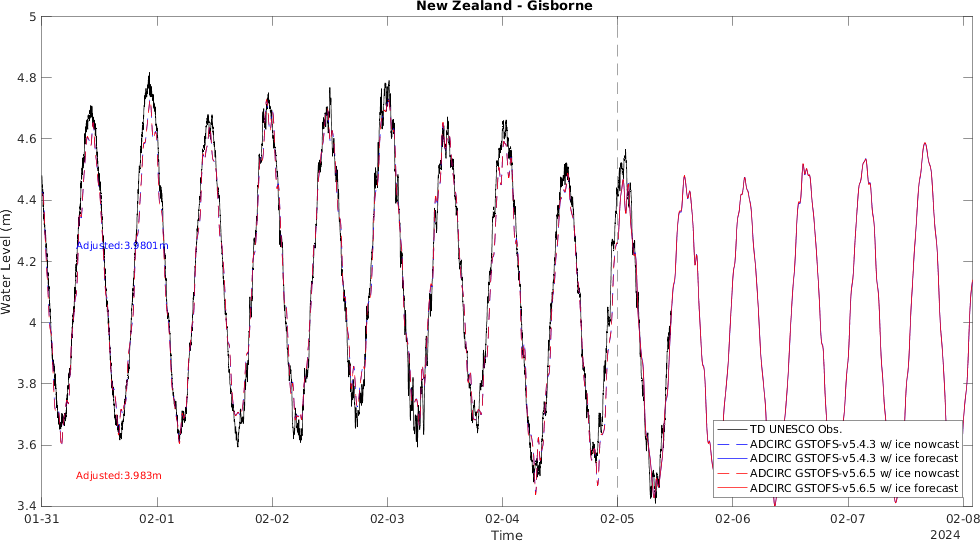 New Zealand - Gisborne
5
4.8
4.6
4.4
4.2
4
3.8
3.6
3.4
Water Level (m)
Adjusted:3.9801m
Adjusted:3.983m
TD UNESCO Obs.
ADCIRC GSTOFS-v5.4.3 w/ ice nowcast
ADCIRC GSTOFS-v5.4.3 w/ ice forecast
ADCIRC GSTOFS-v5.6.5 w/ ice nowcast
ADCIRC GSTOFS-v5.6.5 w/ ice forecast
01-31 02-01 02-02 02-03 02-04 02-05 02-06 02-07 02-08
Time
2024